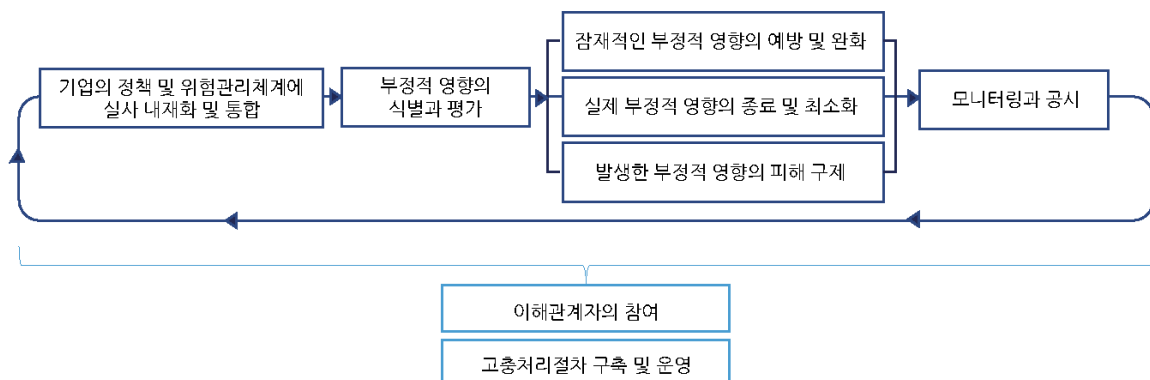 기업의 정책 및 위험관리체계에
실사 내재화 및 통합
부정적 영향의
식별과 평가
잠재적인 부정적 영향의 예방 및 완화
실제 부정적 영향의 종료 및 최소화
발생한 부정적 영향의 피해 구제
모니터링과 공시
이해관계자의 참여
고충처리절차 구축 및 운영